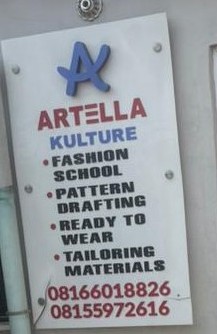 ARTELLA
KULTURE
• FASHION
SCHOOL
• PATTERN
DRAFTING
• READY TO
WEAR
• TAILORING
MATERIALS
08166018826
08155972616